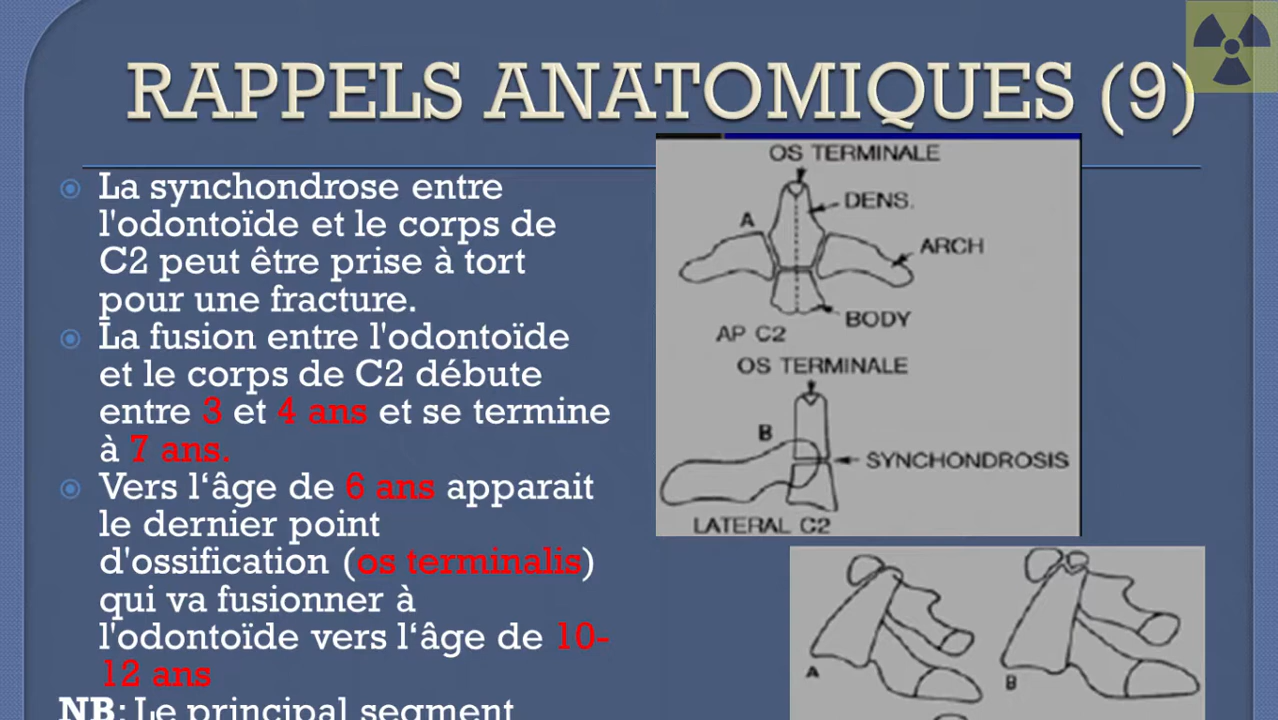 RAPPELS ANATOMIQUES (9)
La synchondrose entre
l'odontoïde et le corps de
C2 peut être prise à tort
pour une fracture.
La fusion entre l'odontoïde
et le corps de C2 débute
entre 3 et 4 ans et se termine
à 7 ans.
Vers l‘âge de 6 ans apparait
le dernier point
d'ossification (os terminalis)
qui va fusionner à
l'odontoïde vers l‘âge de 10-
12 ans
NB: Le principal segment
OS TERMINALE
DENS.
A
ARCH
BODY
AP C2
OS TERMINALE
B
SYNCHONDROSIS
LATERAL C2
A
B